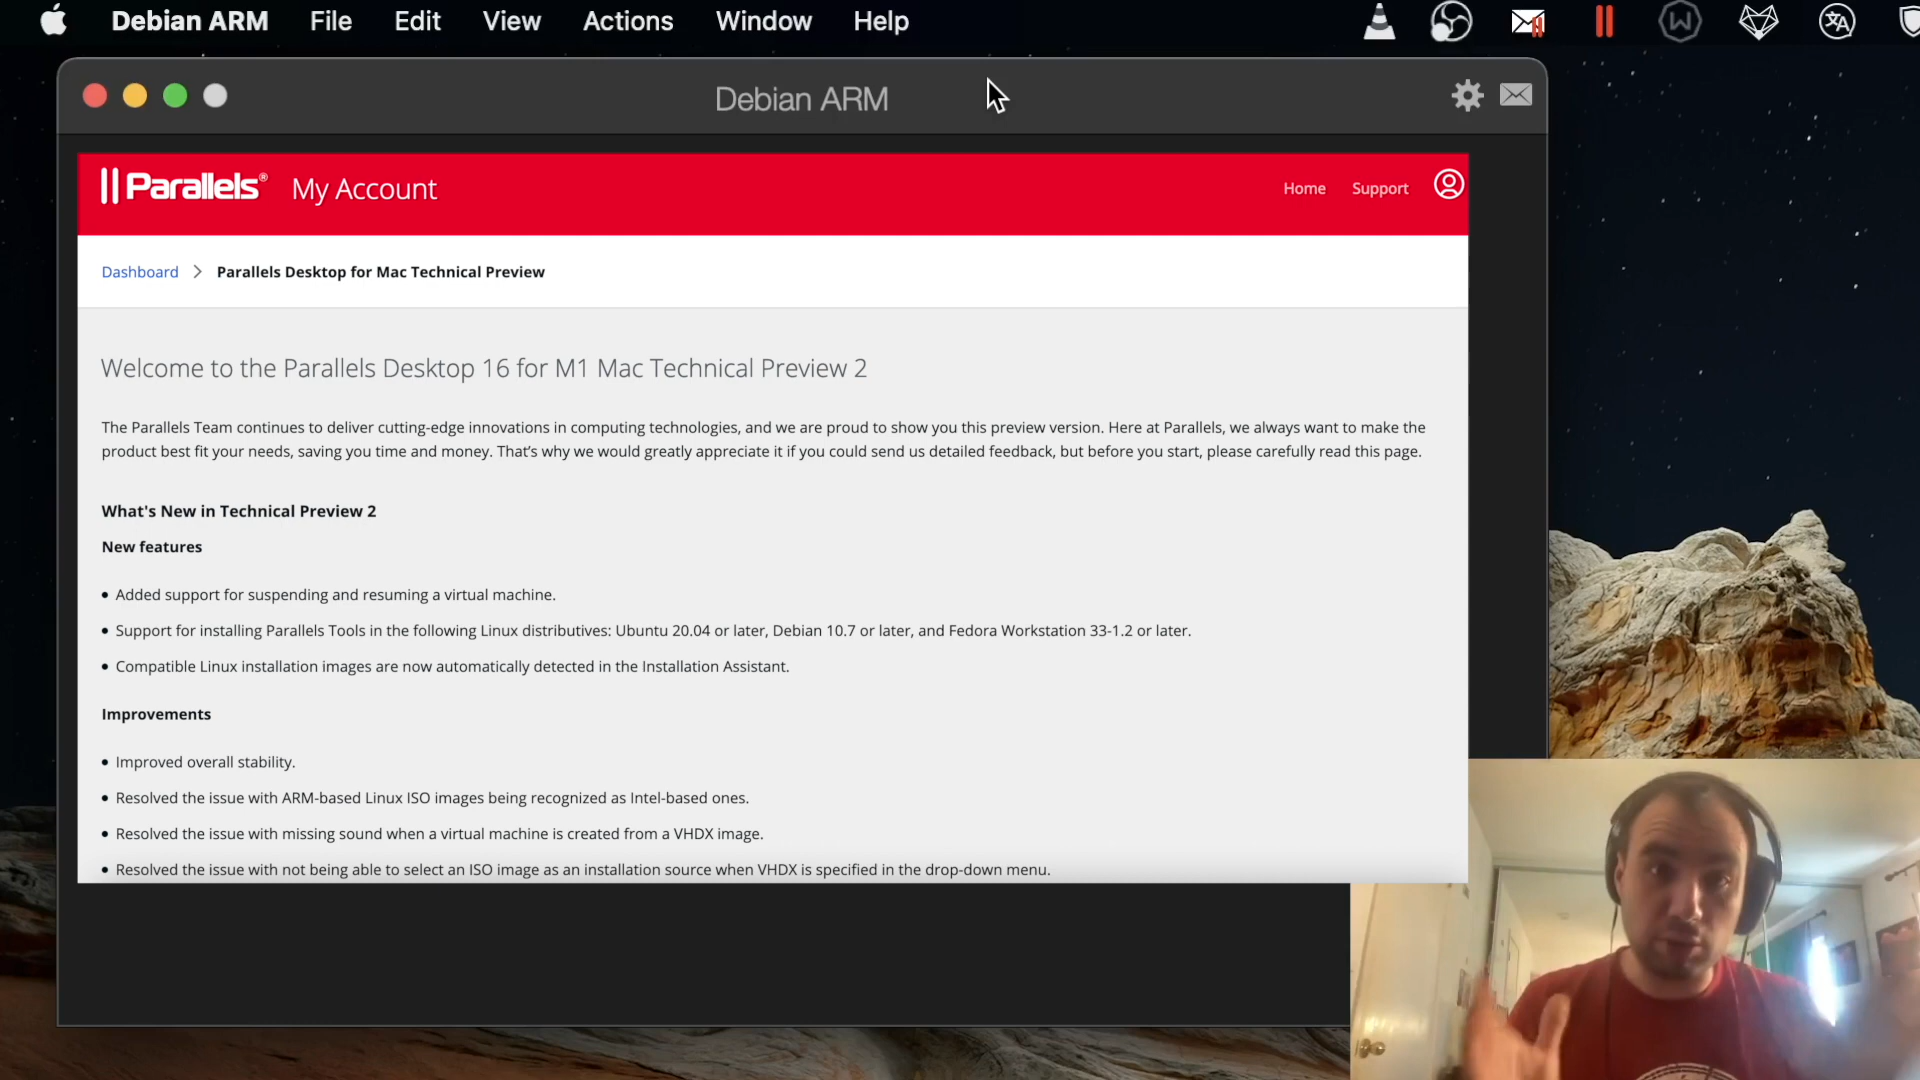 Debian ARM File Edit View Actions Window Help
Debian ARM
Parallels® My Account Home Support
Dashboard > Parallels Desktop for Mac Technical Preview
Welcome to the Parallels Desktop 16 for M1 Mac Technical Preview 2
The Parallels Team continues to deliver cutting-edge innovations in computing technologies, and we are proud to show you this preview version. Here at Parallels, we always want to make the
product best fit your needs, saving you time and money. That's why we would greatly appreciate it if you could send us detailed feedback, but before you start, please carefully read this page.
What's New in Technical Preview 2
New features
• Added support for suspending and resuming a virtual machine.
• Support for installing Parallels Tools in the following Linux distributives: Ubuntu 20.04 or later, Debian 10.7 or later, and Fedora Workstation 33-1.2 or later.
• Compatible Linux installation images are now automatically detected in the Installation Assistant.
Improvements
• Improved overall stability.
• Resolved the issue with ARM-based Linux ISO images being recognized as Intel-based ones.
• Resolved the issue with missing sound when a virtual machine is created from a VHDX image.
• Resolved the issue with not being able to select an ISO image as an installation source when VHDX is specified in the drop-down menu.